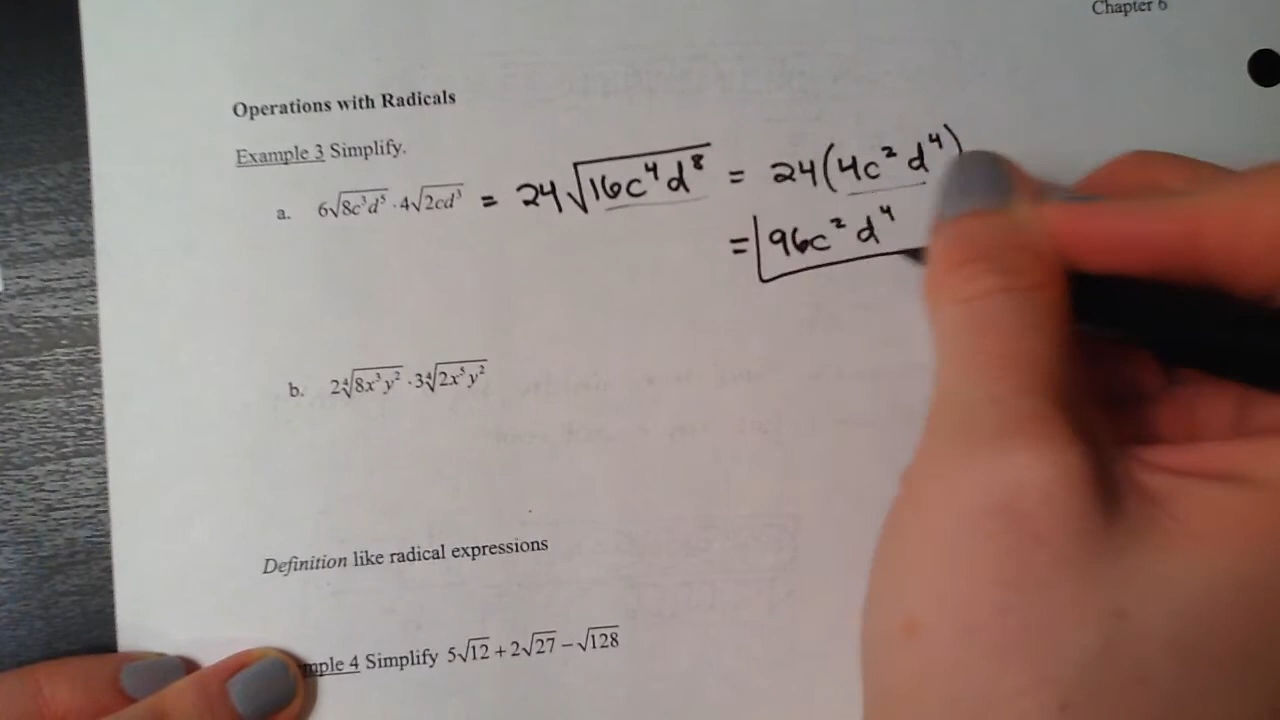 Chapter 6
Operations with Radicals
Example 3 Simplify.
a. 6√(8c³d⁵) · 4√(2cd³) = 24√(16c⁴d⁸) = 24(4c²d⁴)
= 96c²d⁴
b. 2∜(8x³y²) · 3∜(2x⁵y²)
Definition like radical expressions
mple 4 Simplify 5√12 + 2√27 − √128